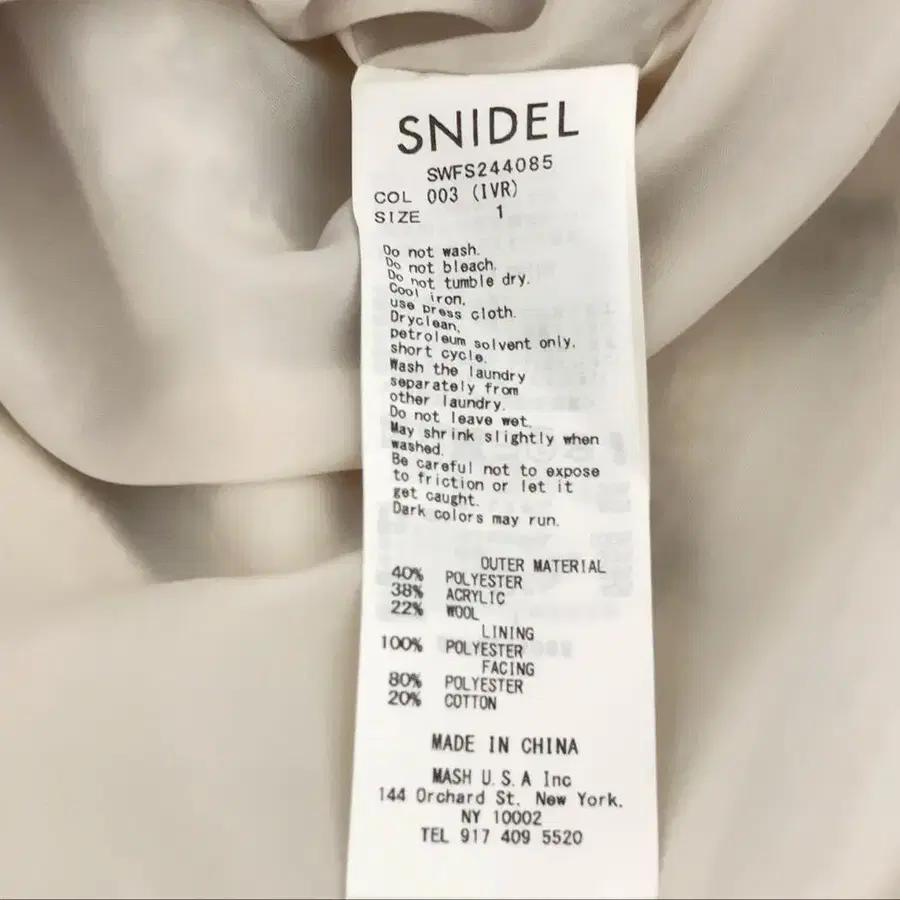 SNIDEL
SWFS244085
COL 003 (IVR)
SIZE 1
Do not wash.
Do not bleach.
Do not tumble dry.
Cool iron,
use press cloth.
Dryclean,
petroleum solvent only,
short cycle.
Wash the laundry
separately from
other laundry.
Do not leave wet.
May shrink slightly when
washed.
Be careful not to expose
to friction or let it
get caught.
Dark colors may run.
OUTER MATERIAL
40% POLYESTER
38% ACRYLIC
22% WOOL
LINING
100% POLYESTER
FACING
80% POLYESTER
20% COTTON
MADE IN CHINA
MASH U.S.A Inc
144 Orchard St. New York.
NY 10002
TEL 917 409 5520